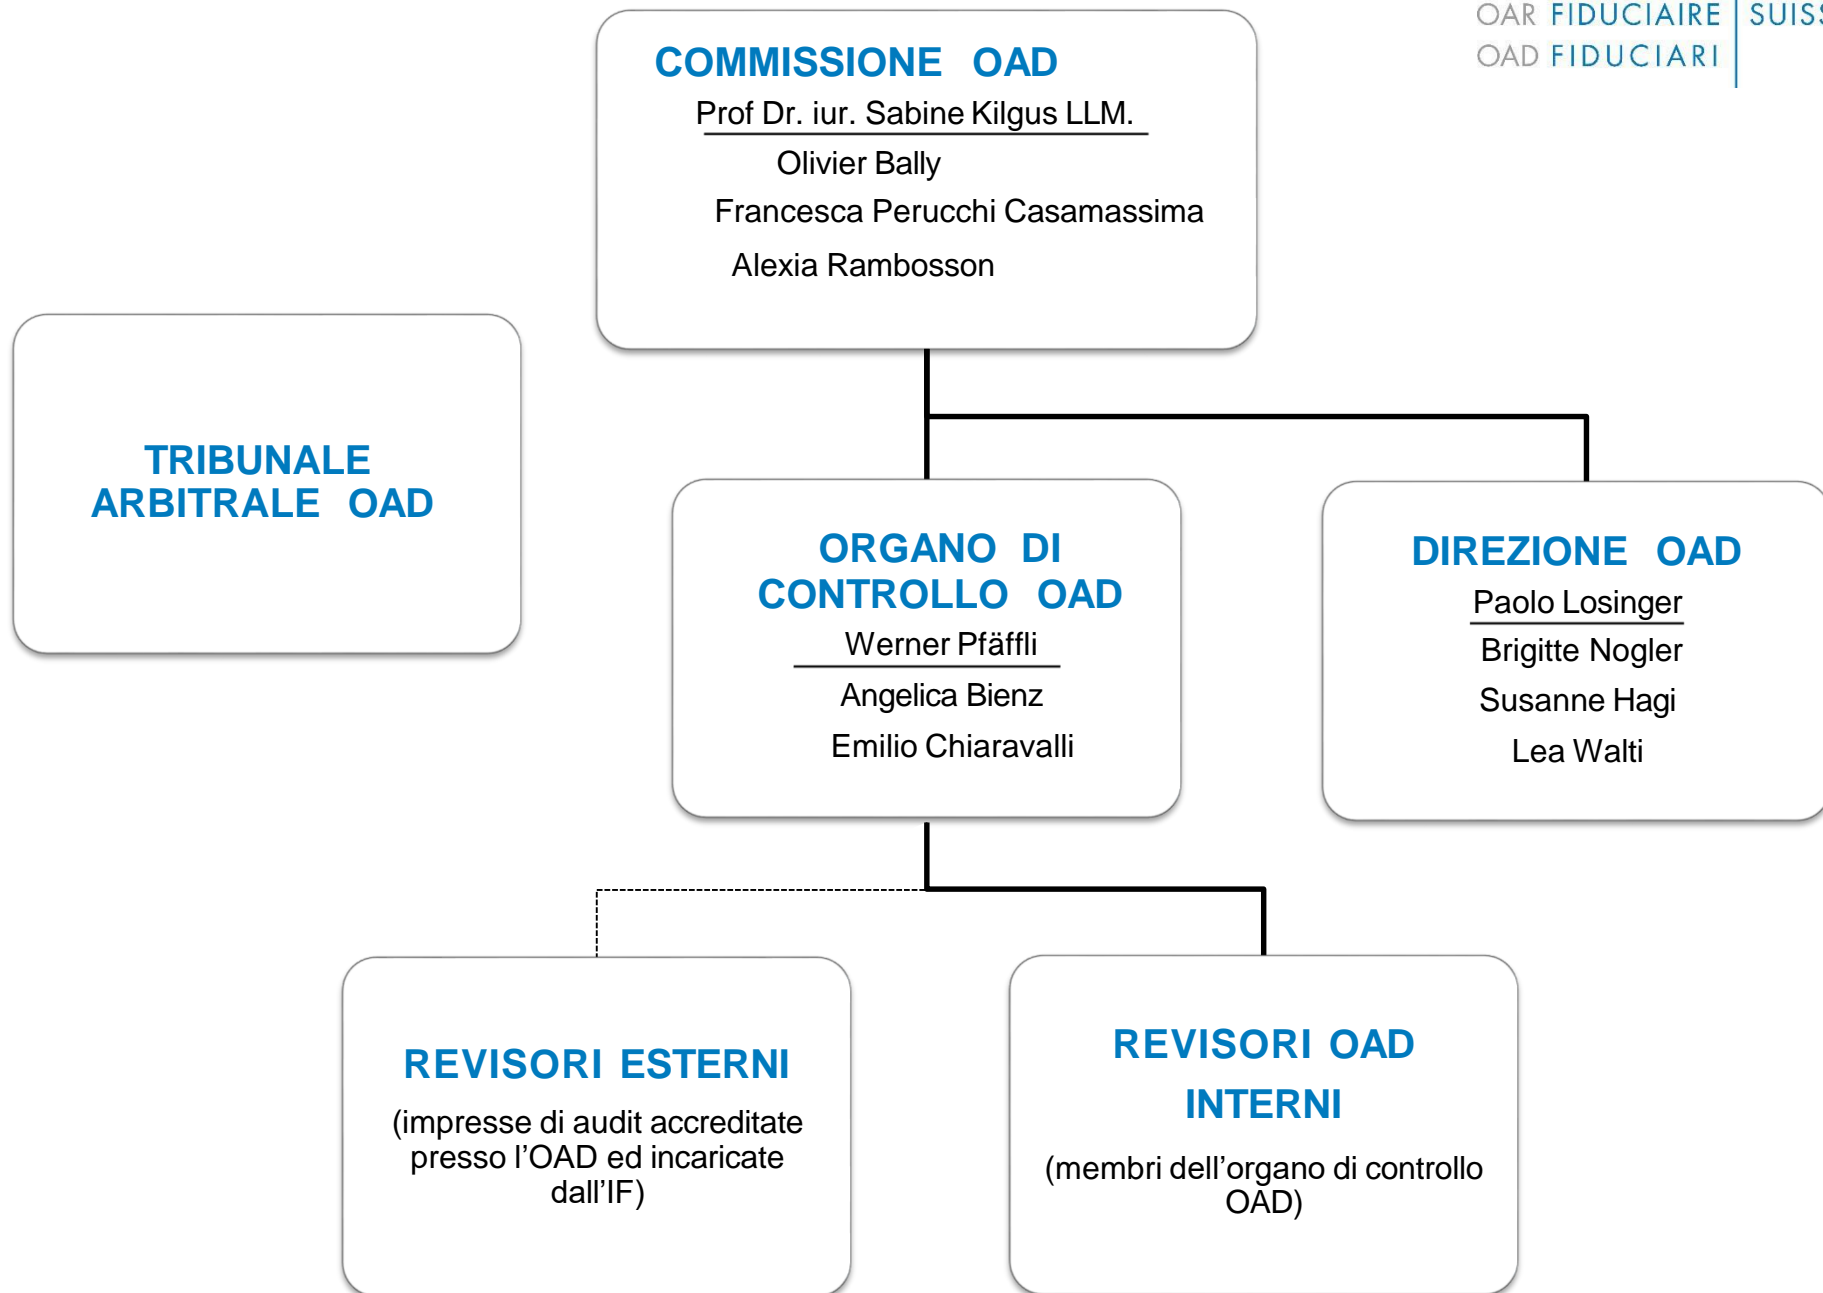 OAR FIDUCIAIRE
OAD FIDUCIARI
COMMISSIONE OAD
Prof Dr. iur. Sabine Kilgus LLM.
Olivier Bally
Francesca Perucchi Casamassima
Alexia Rambosson
TRIBUNALE
ARBITRALE OAD
ORGANO DI
CONTROLLO OAD
Werner Pfäffli
Angelica Bienz
Emilio Chiaravalli
DIREZIONE OAD
Paolo Losinger
Brigitte Nogler
Susanne Hagi
Lea Walti
REVISORI ESTERNI
(impresse di audit accreditate
presso l’OAD ed incaricate
dall’IF)
REVISORI OAD
INTERNI
(membri dell’organo di controllo
OAD)